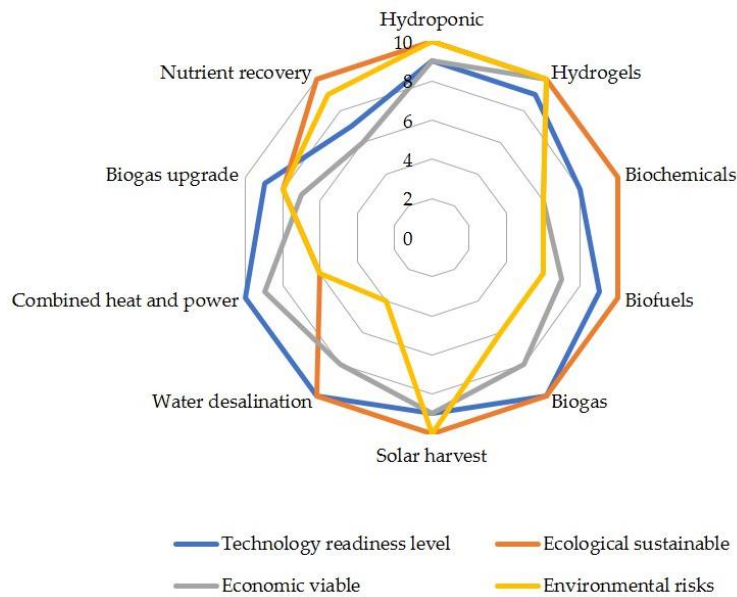 Hydroponic
10
Nutrient recovery
Hydrogels
8
6
Biogas upgrade
Biochemicals
4
2
0
Combined heat and power
Biofuels
Water desalination
Biogas
Solar harvest
Technology readiness level
Ecological sustainable
Economic viable
Environmental risks